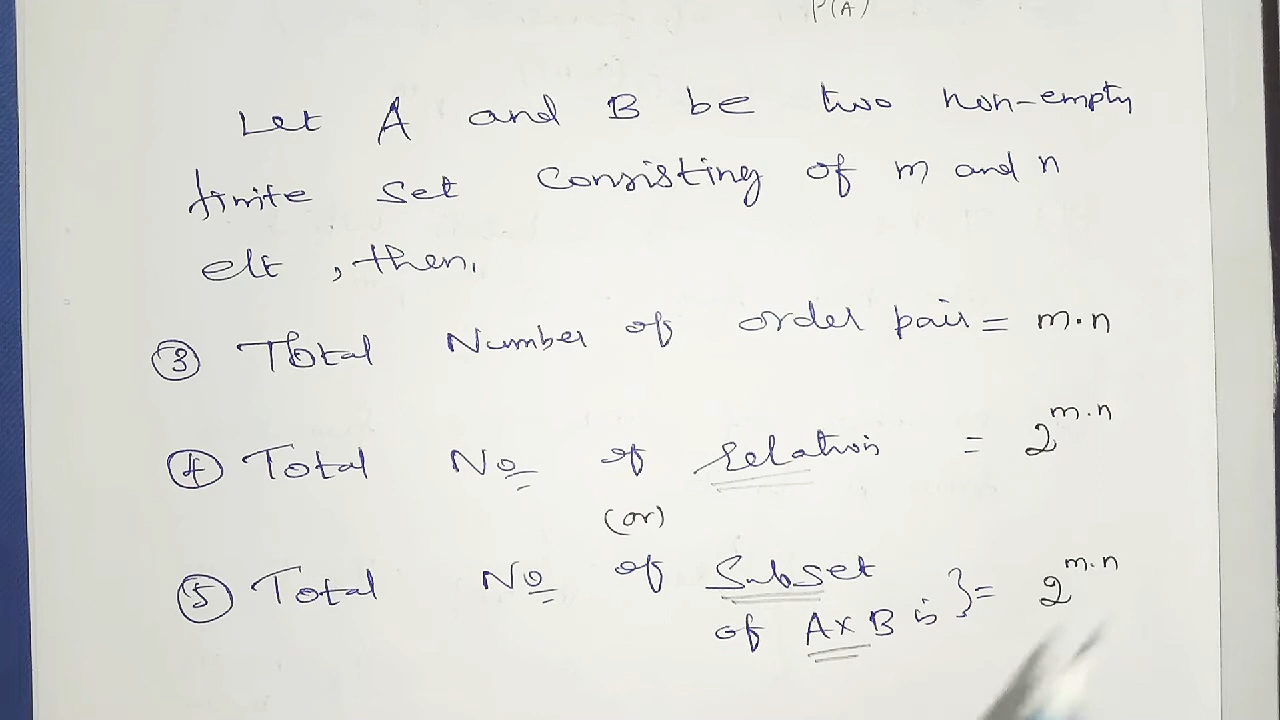 P(A)
Let A and B be two non-empty
finite set consisting of m and n
elt , then,
③ Total Number of order pair = m.n
④ Total No of relation = 2^m.n
(or)
⑤ Total No of Subset
of A x B is } = 2^m.n